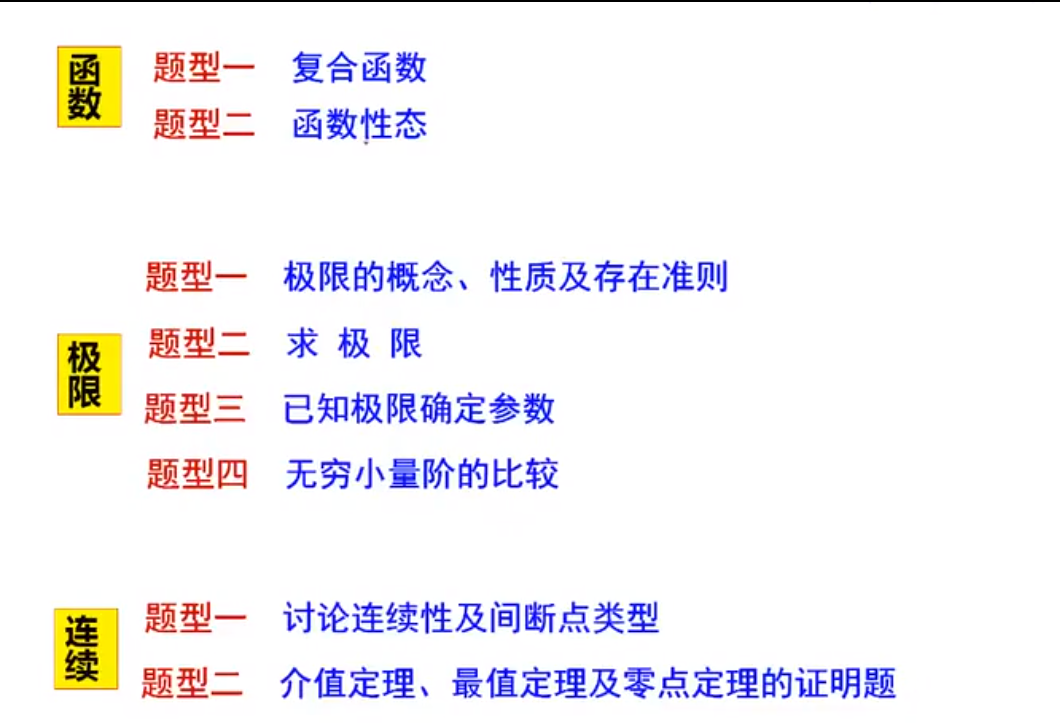 函数
题型一 复合函数
题型二 函数性态
极限
题型一 极限的概念、性质及存在准则
题型二 求 极 限
题型三 已知极限确定参数
题型四 无穷小量阶的比较
连续
题型一 讨论连续性及间断点类型
题型二 介值定理、最值定理及零点定理的证明题